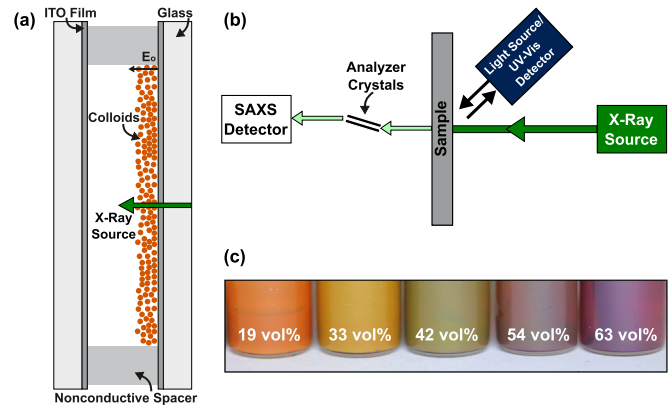 (a)
ITO Film
Glass
E₀
Colloids
X-Ray
Source
Nonconductive Spacer
(b)
Light Source/
UV-Vis
Detector
Analyzer
Crystals
SAXS
Detector
Sample
X-Ray
Source
(c)
19 vol%
33 vol%
42 vol%
54 vol%
63 vol%